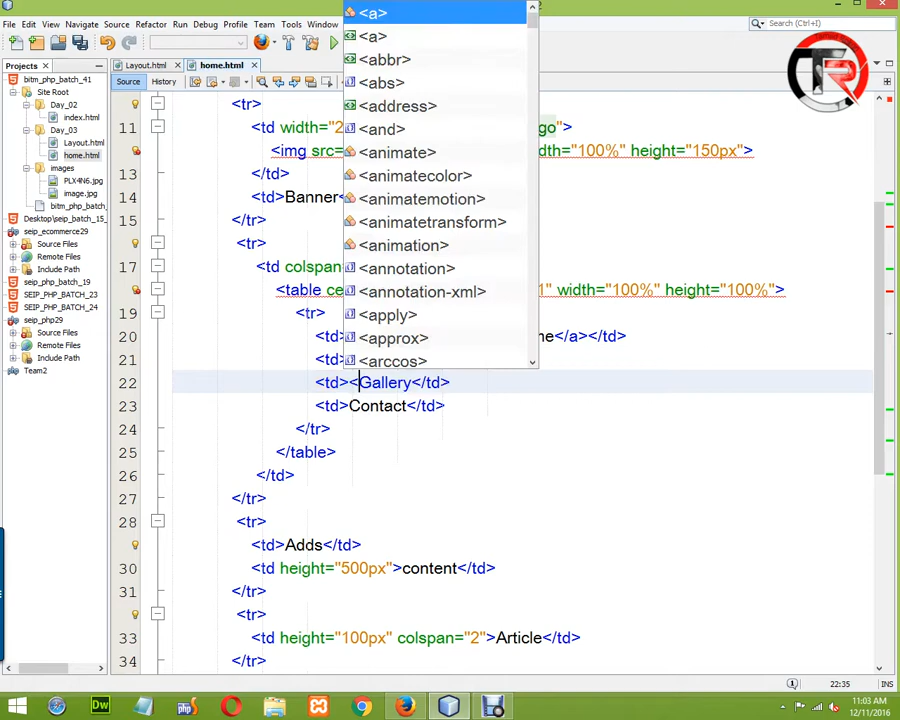 File Edit View Navigate Source Refactor Run Debug Profile Team Tools Window
Search (Ctrl+I)
Projects
Layout.html
home.html
Source History
bitm_php_batch_41
Site Root
Day_02
index.html
Day_03
Layout.html
home.html
images
PLX4N6.jpg
image.jpg
bitm_php_batch_
Desktop\seip_batch_15_
seip_ecommerce29
Source Files
Remote Files
Include Path
seip_php_batch_19
SEIP_PHP_BATCH_23
SEIP_PHP_BATCH_24
seip_php29
Source Files
Remote Files
Include Path
Team2
<a>
<a>
<abbr>
<abs>
<address>
<and>
<animate>
<animatecolor>
<animatemotion>
<animatetransform>
<animation>
<annotation>
<annotation-xml>
<apply>
<approx>
<arccos>
<tr>
11 <td width="2 go">
<img src= dth="100%" height="150px">
13 </td>
14 <td>Banner<
15 </tr>
<tr>
17 <td colspan
<table ce 1" width="100%" height="100%">
19 <tr>
20 <td> me</a></td>
21 <td>
22 <td><Gallery</td>
23 <td>Contact</td>
24 </tr>
25 </table>
26 </td>
27 </tr>
28 <tr>
<td>Adds</td>
30 <td height="500px">content</td>
31 </tr>
<tr>
33 <td height="100px" colspan="2">Article</td>
34 </tr>
22:35 INS
Dw
php
11:03 AM
12/11/2016